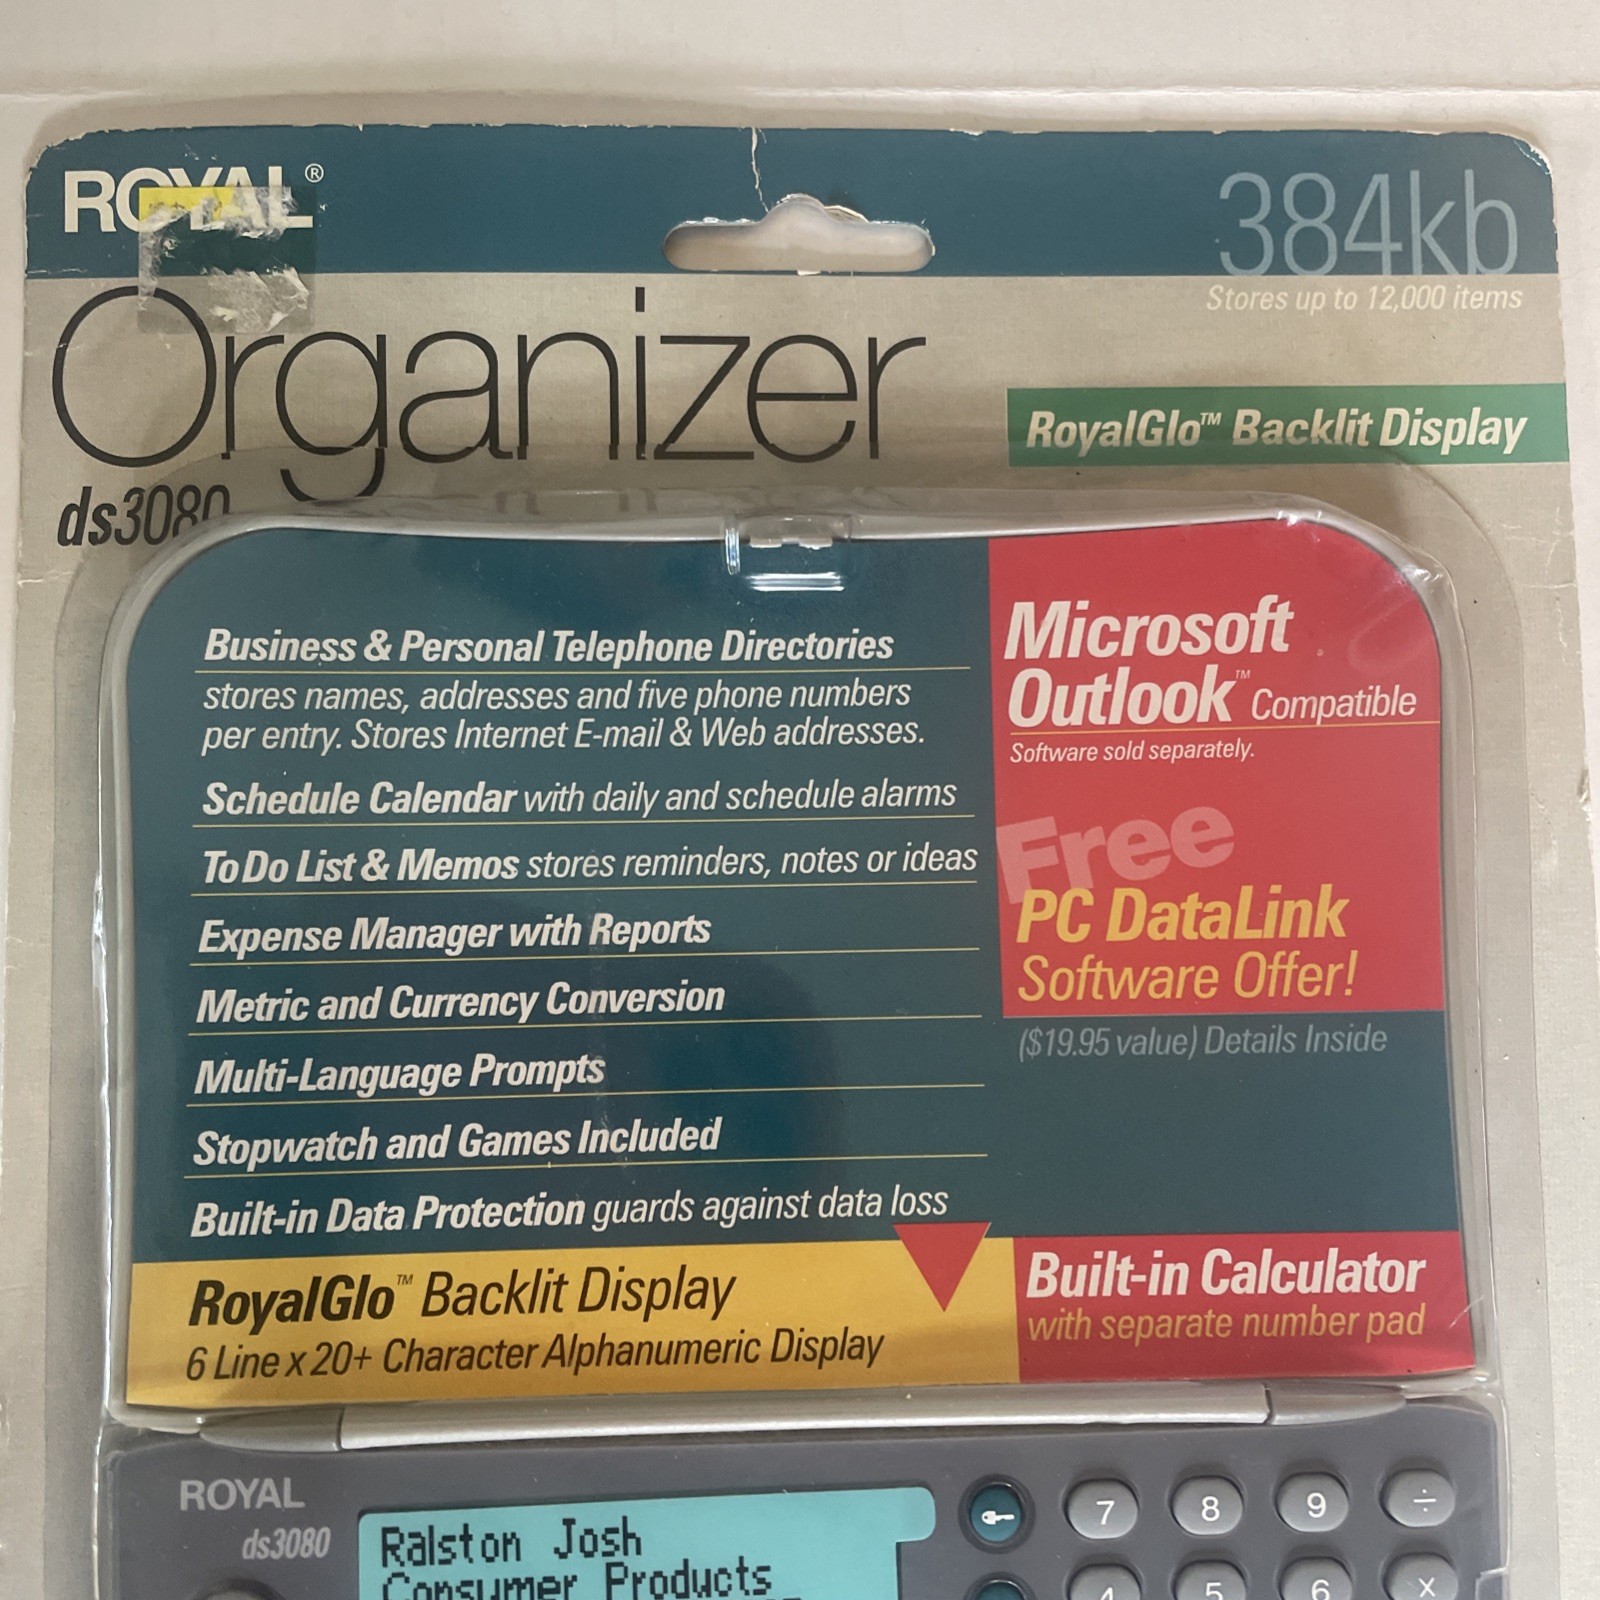 ROYAL®
384kb
Stores up to 12,000 items
Organizer
RoyalGlo™ Backlit Display
ds3080
Business & Personal Telephone Directories
stores names, addresses and five phone numbers
per entry. Stores Internet E-mail & Web addresses.
Schedule Calendar with daily and schedule alarms
To Do List & Memos stores reminders, notes or ideas
Expense Manager with Reports
Metric and Currency Conversion
Multi-Language Prompts
Stopwatch and Games Included
Built-in Data Protection guards against data loss
Microsoft
Outlook™ Compatible
Software sold separately.
Free
PC DataLink
Software Offer!
($19.95 value) Details Inside
RoyalGlo™ Backlit Display
6 Line x 20+ Character Alphanumeric Display
Built-in Calculator
with separate number pad
ROYAL
ds3080
Ralston Josh
Consumer Products
7 8 9 ÷
4 5 6 x